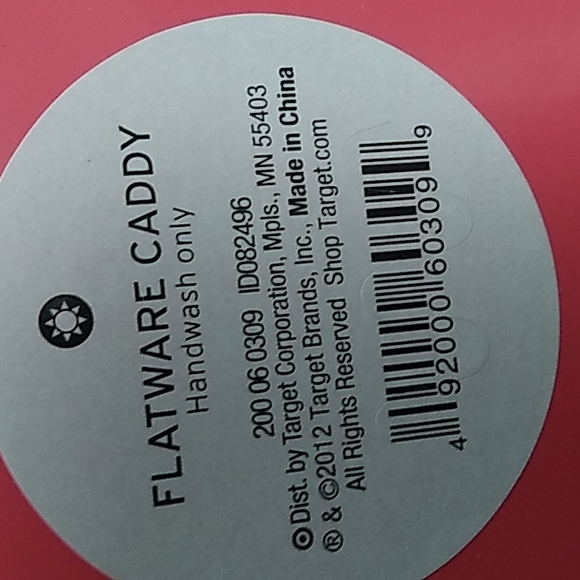 FLATWARE CADDY
Handwash only
200 06 0309 ID082496
Dist. by Target Corporation, Mpls., MN 55403
® & ©2012 Target Brands, Inc., Made in China
All Rights Reserved Shop Target.com
4 92000 60309 9